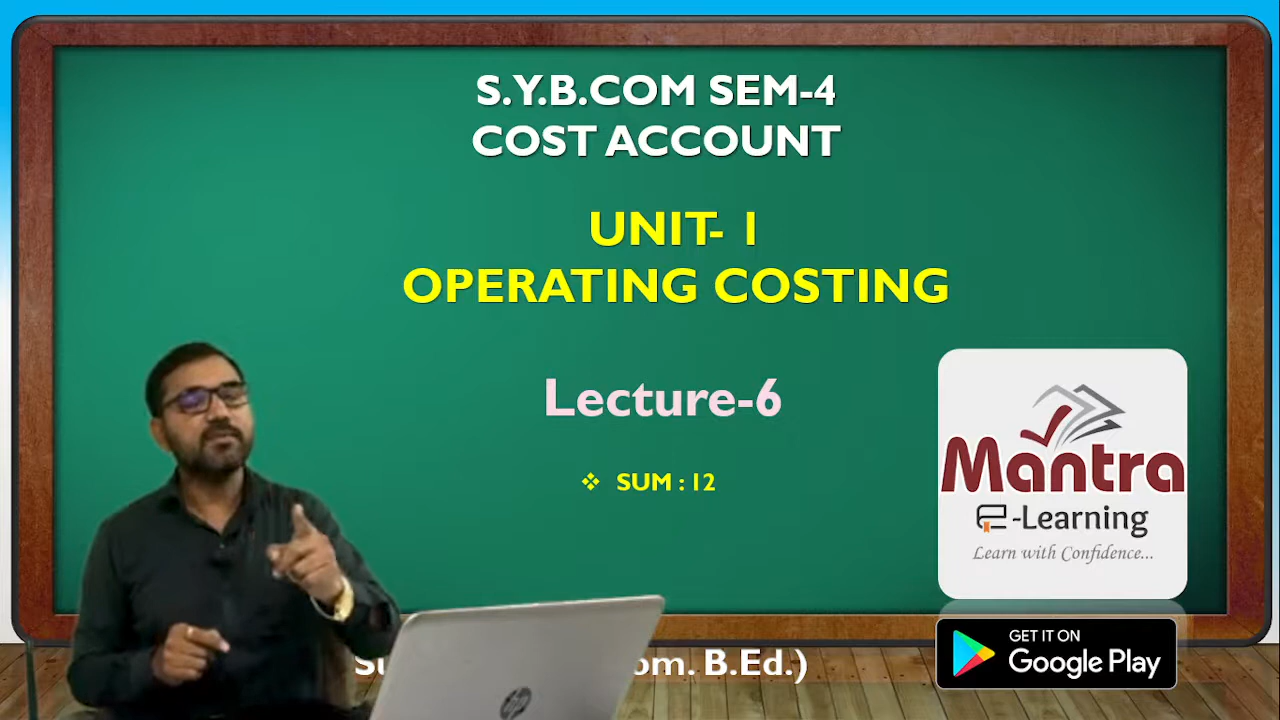 S.Y.B.COM SEM-4
COST ACCOUNT
UNIT- 1
OPERATING COSTING
Lecture-6
❖ SUM : 12
Mantra
e-Learning
Learn with Confidence...
GET IT ON
Google Play
B.Ed.)
hp